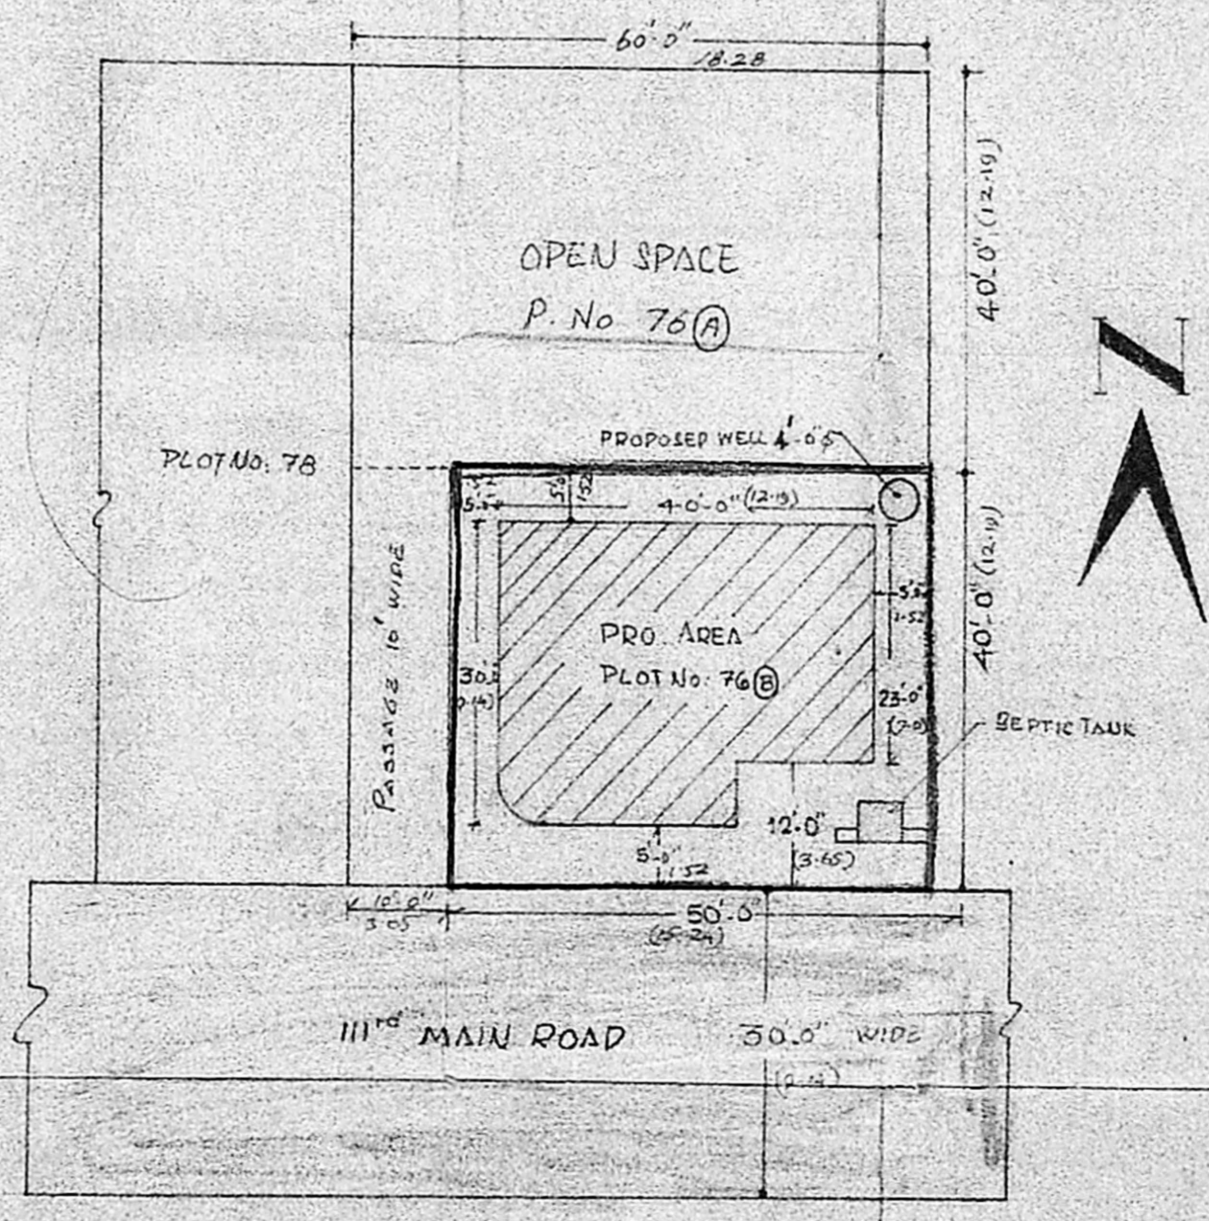 60'-0"
18.28
OPEN SPACE
P. No 76 A
40'-0" (12.19)
N
PROPOSED WELL 4'-0"φ
PLOT NO: 78
4-0'-0" (12.19)
1.52
40'-0" (12.19)
PASSAGE 10' WIDE
PRO. AREA
PLOT NO: 76 B
1.52
30'.0
23'-0"
SEPTIC TANK
12'-0"
(3.65)
5'-0"
1.52
10'-0"
3.05
50'-0"
(15.24)
IIIrd MAIN ROAD 30'.0" WIDE